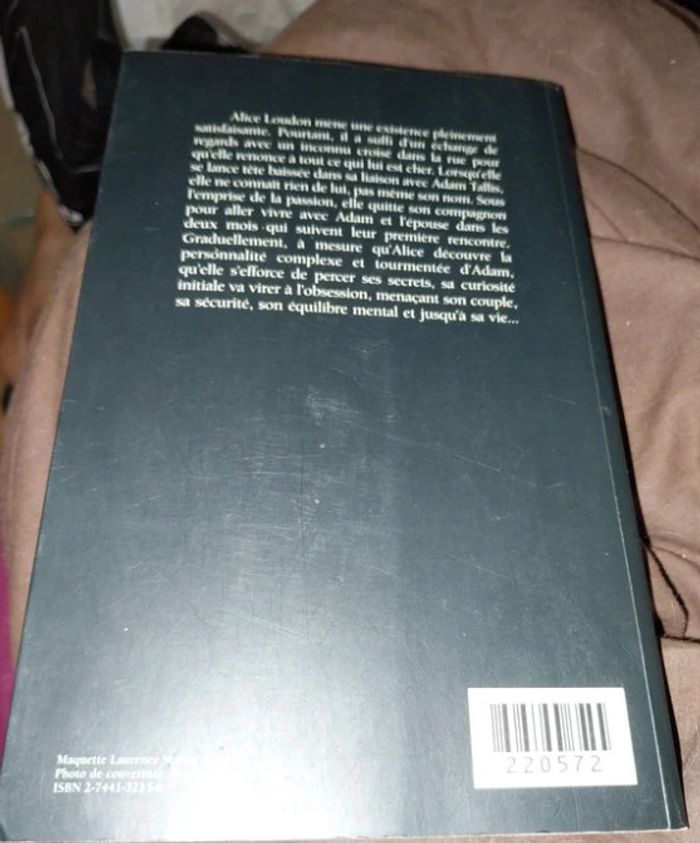 Alice Loudon mène une existence pleinement
satisfaisante. Pourtant, il a suffi d'un échange de
regards avec un inconnu croisé dans la rue pour
qu'elle renonce à tout ce qui lui est cher. Lorsqu'elle
se lance tête baissée dans sa liaison avec Adam Tallis,
elle ne connaît rien de lui, pas même son nom. Sous
l'emprise de la passion, elle quitte son compagnon
pour aller vivre avec Adam et l'épouse dans les
deux mois qui suivent leur première rencontre.
Graduellement, à mesure qu'Alice découvre la
personnalité complexe et tourmentée d'Adam,
qu'elle s'efforce de percer ses secrets, sa curiosité
initiale va virer à l'obsession, menaçant son couple,
sa sécurité, son équilibre mental et jusqu'à sa vie...
Maquette Laurence
Photo de couverture
ISBN
220572